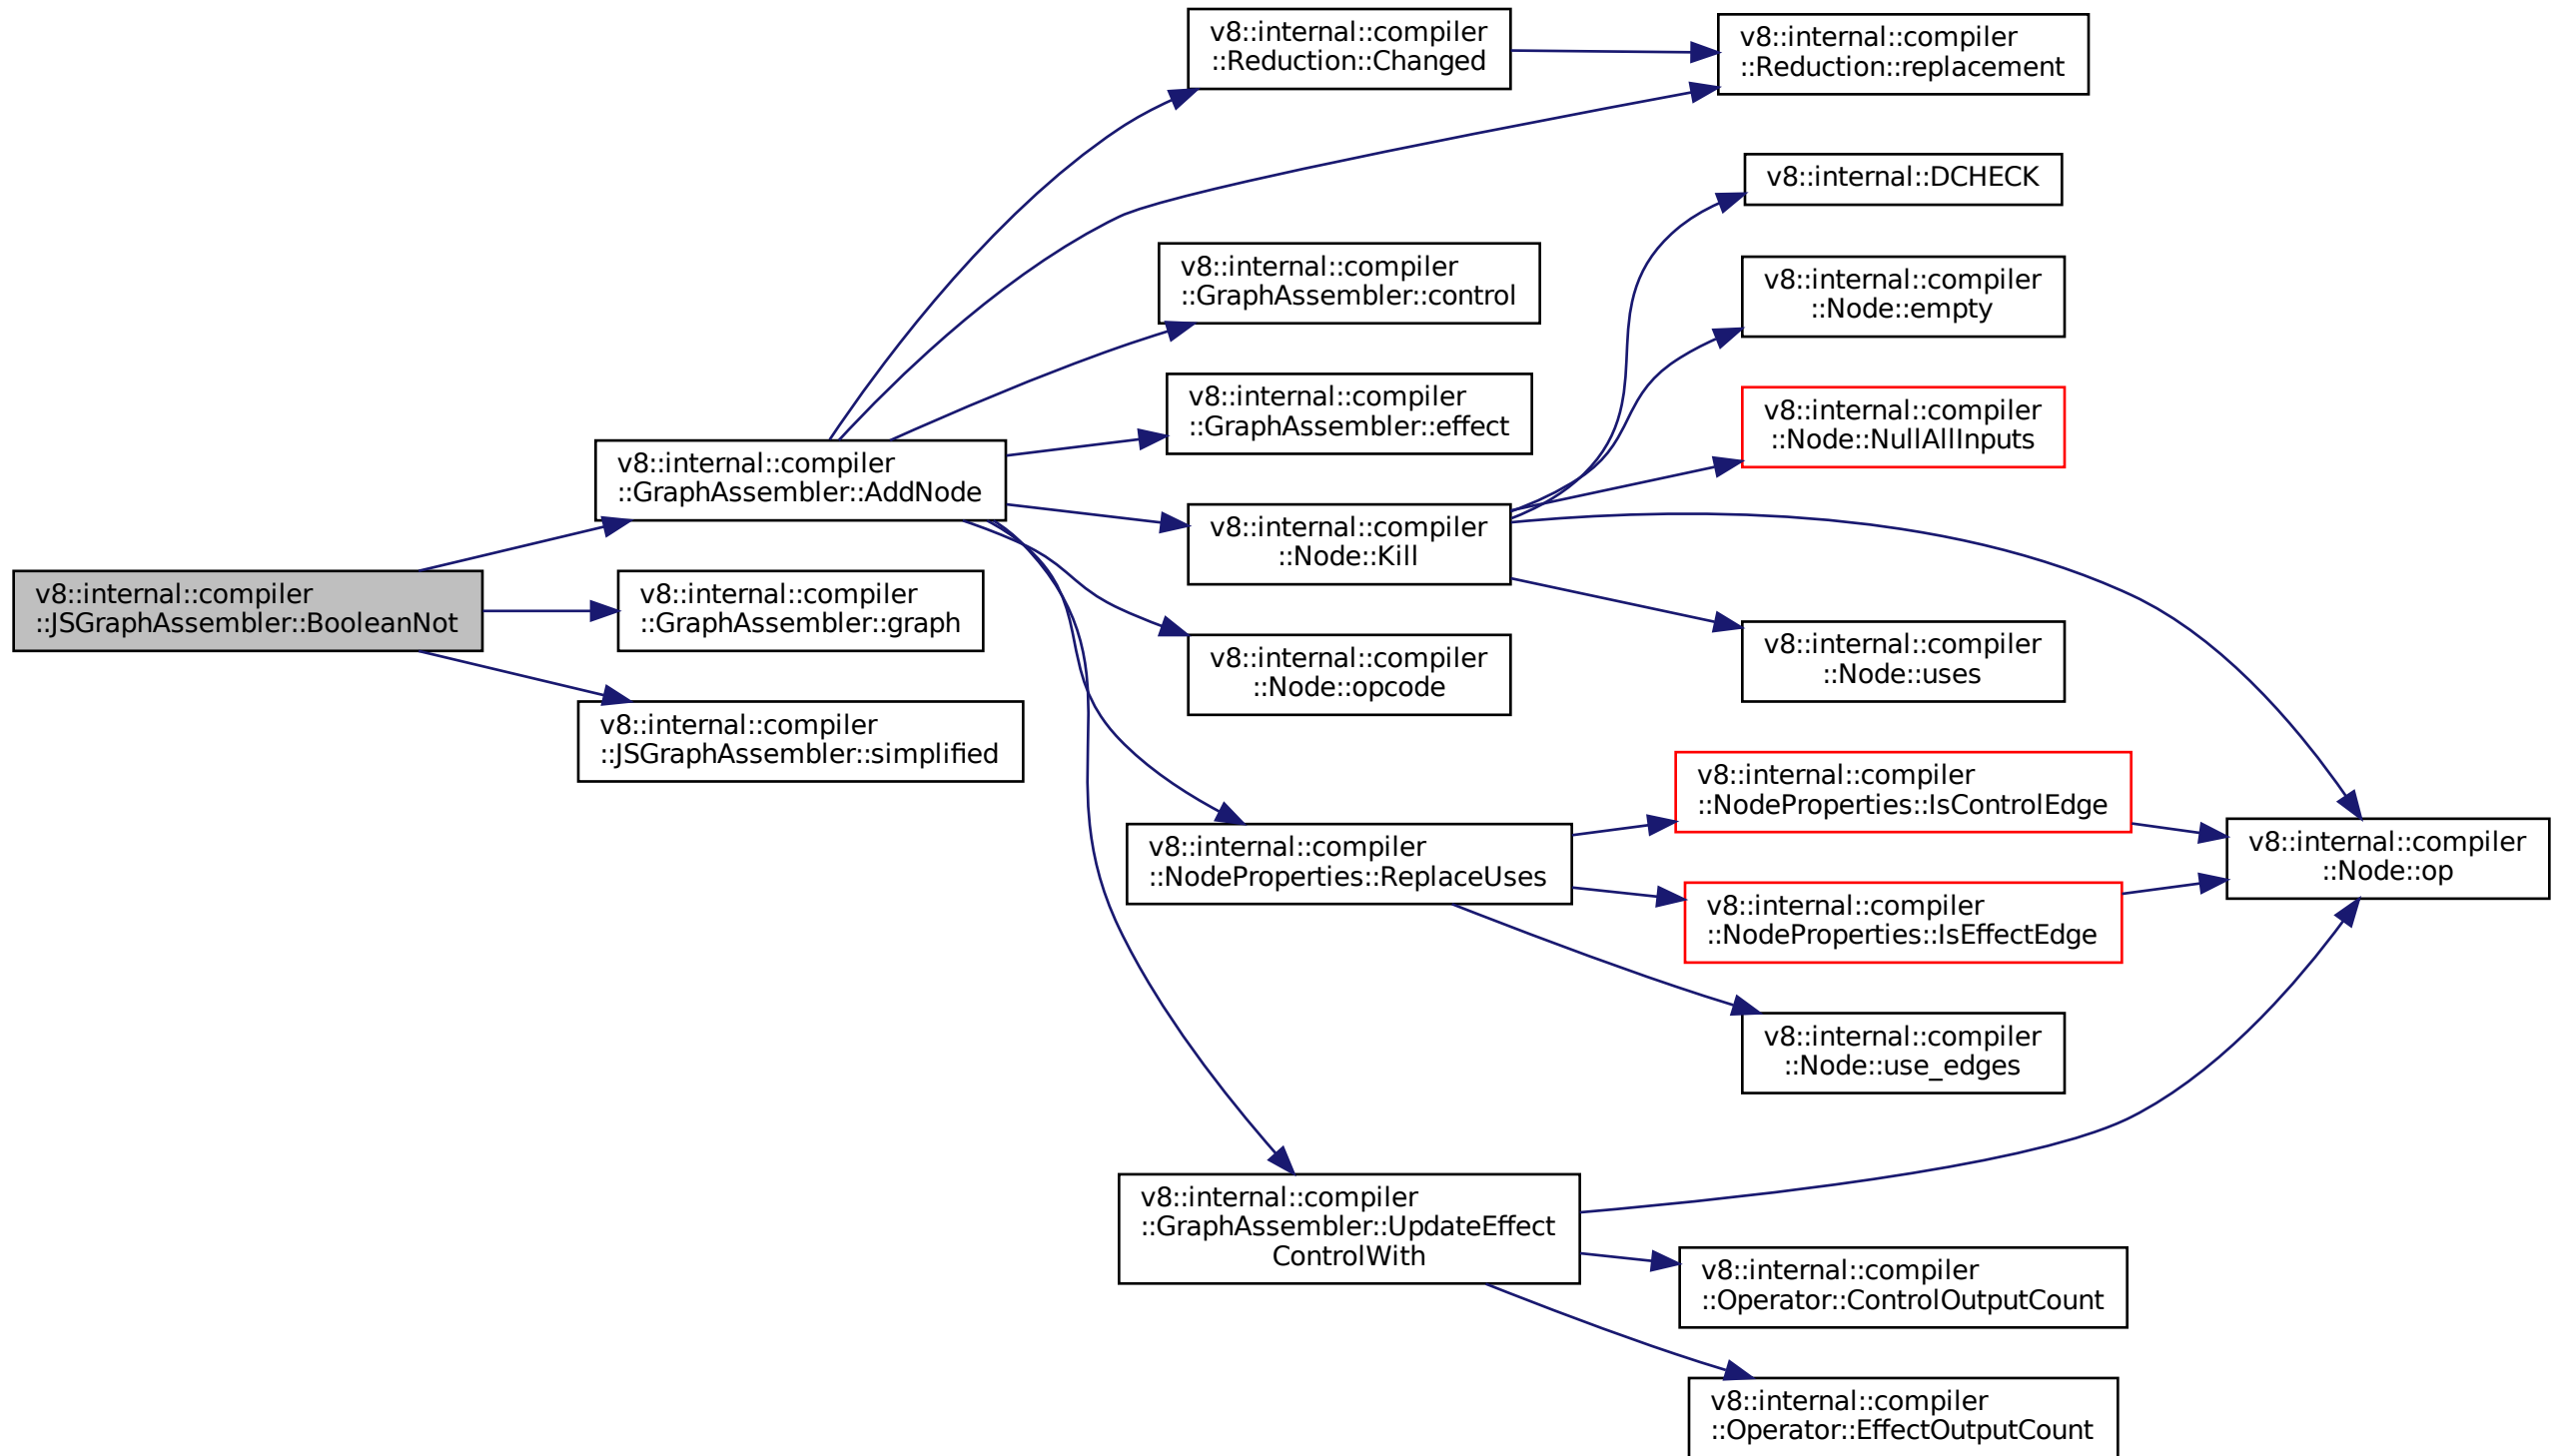 v8::internal::compiler
::JSGraphAssembler::BooleanNot
v8::internal::compiler
::GraphAssembler::AddNode
v8::internal::compiler
::GraphAssembler::graph
v8::internal::compiler
::JSGraphAssembler::simplified
v8::internal::compiler
::Reduction::Changed
v8::internal::compiler
::Reduction::replacement
v8::internal::compiler
::GraphAssembler::control
v8::internal::compiler
::GraphAssembler::effect
v8::internal::compiler
::Node::Kill
v8::internal::compiler
::Node::opcode
v8::internal::compiler
::NodeProperties::ReplaceUses
v8::internal::compiler
::GraphAssembler::UpdateEffect
ControlWith
v8::internal::DCHECK
v8::internal::compiler
::Node::empty
v8::internal::compiler
::Node::NullAllInputs
v8::internal::compiler
::Node::uses
v8::internal::compiler
::NodeProperties::IsControlEdge
v8::internal::compiler
::NodeProperties::IsEffectEdge
v8::internal::compiler
::Node::use_edges
v8::internal::compiler
::Operator::ControlOutputCount
v8::internal::compiler
::Operator::EffectOutputCount
v8::internal::compiler
::Node::op